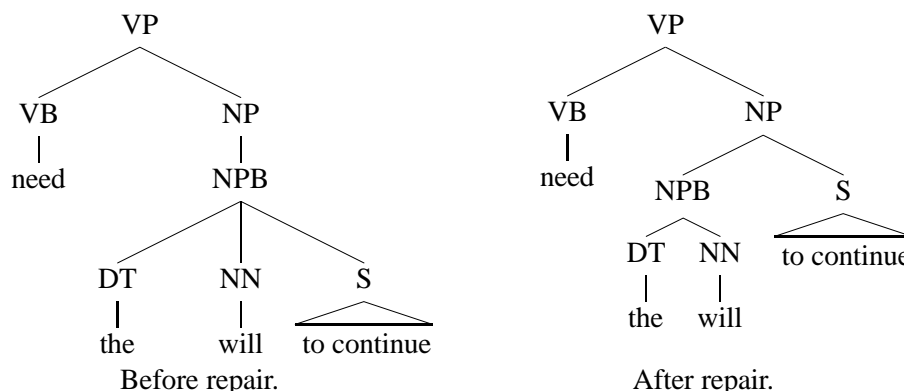 VP VP
VB NP VB NP
need NPB need NPB S
DT NN S DT NN to continue
the will to continue the will
Before repair. After repair.